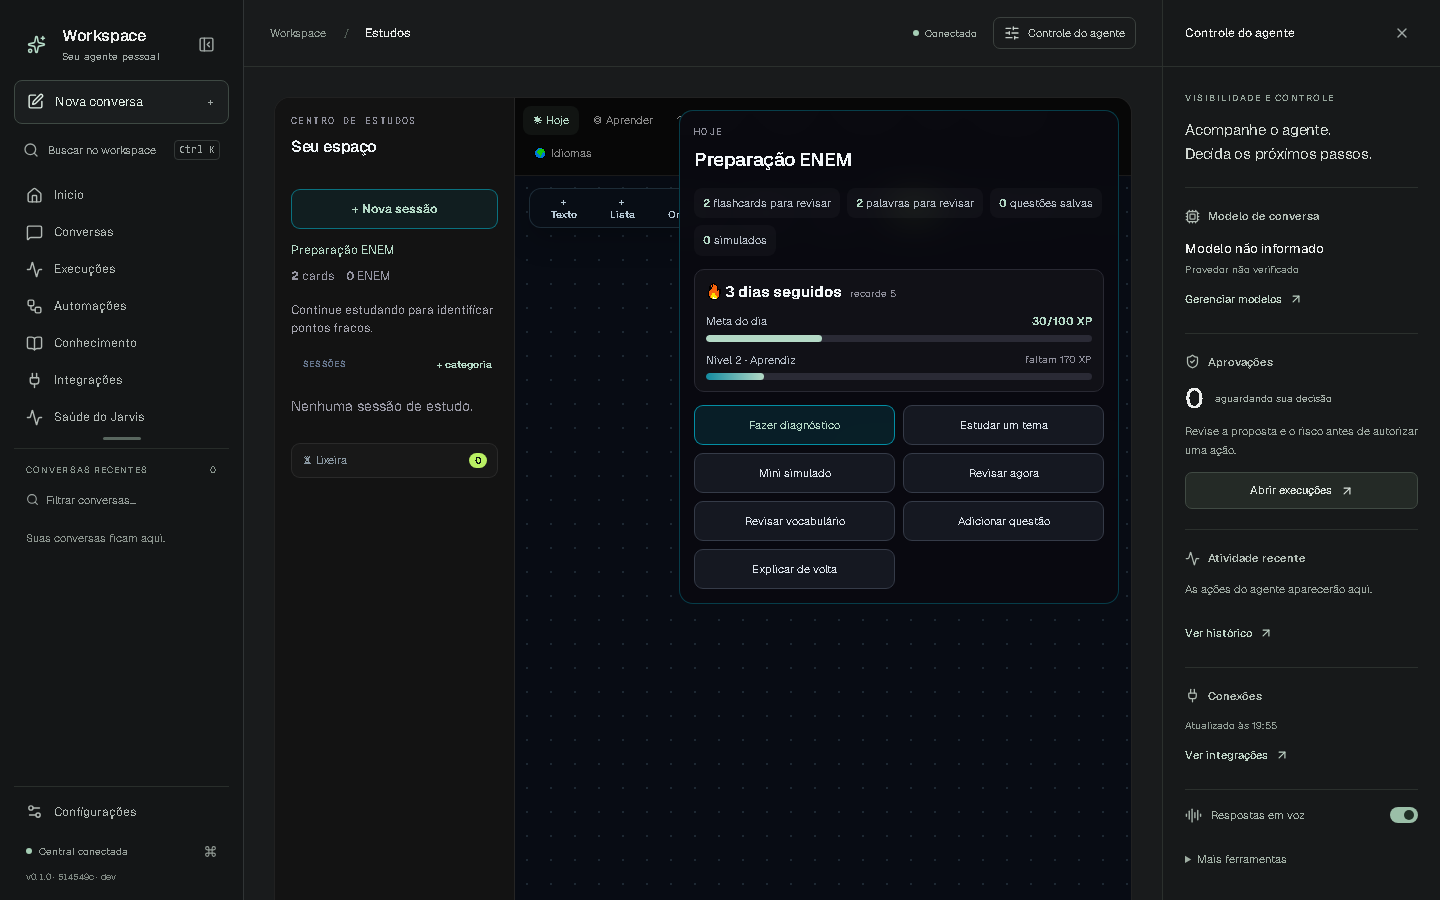 Workspace
Seu agente pessoal
Nova conversa +
Buscar no workspace Ctrl K
Início
Conversas
Execuções
Automações
Conhecimento
Integrações
Saúde do Jarvis
CONVERSAS RECENTES 0
Filtrar conversas...
Suas conversas ficam aqui.
Configurações
Central conectada ⌘
v0.1.0 · 514549c · dev
Workspace / Estudos
Conectado
Controle do agente
CENTRO DE ESTUDOS
Seu espaço
+ Nova sessão
Preparação ENEM
2 cards 0 ENEM
Continue estudando para identificar
pontos fracos.
SESSÕES + categoria
Nenhuma sessão de estudo.
Lixeira 0
Hoje
Aprender
Idiomas
+
Texto
+
Lista
HOJE
Preparação ENEM
2 flashcards para revisar
2 palavras para revisar
0 questões salvas
0 simulados
🔥 3 dias seguidos recorde 5
Meta do dia 30/100 XP
Nível 2 · Aprendiz faltam 170 XP
Fazer diagnóstico
Estudar um tema
Mini simulado
Revisar agora
Revisar vocabulário
Adicionar questão
Explicar de volta
Controle do agente
VISIBILIDADE E CONTROLE
Acompanhe o agente.
Decida os próximos passos.
Modelo de conversa
Modelo não informado
Provedor não verificado
Gerenciar modelos
Aprovações
0 aguardando sua decisão
Revise a proposta e o risco antes de autorizar
uma ação.
Abrir execuções
Atividade recente
As ações do agente aparecerão aqui.
Ver histórico
Conexões
Atualizado às 19:55
Ver integrações
Respostas em voz
Mais ferramentas